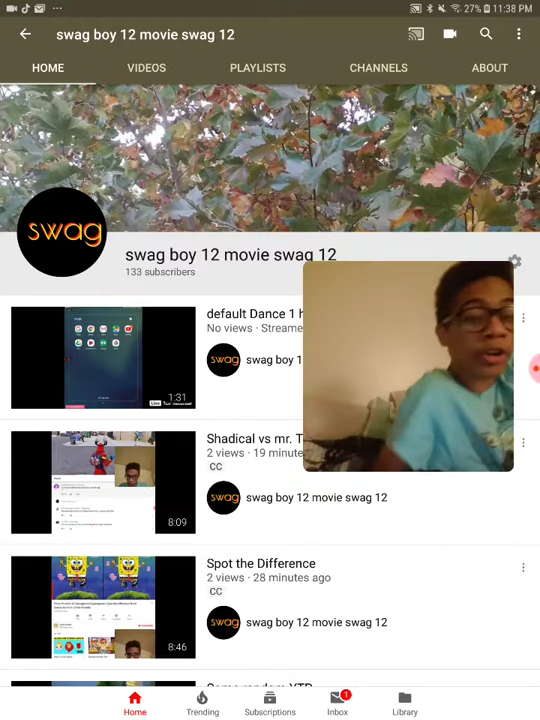 27% 11:38 PM
swag boy 12 movie swag 12
HOME VIDEOS PLAYLISTS CHANNELS ABOUT
swag
swag boy 12 movie swag 12
133 subscribers
default Dance 1 h
No views · Streame
swag swag boy 1
1:31
Shadical vs mr. T
2 views · 19 minute
CC
swag swag boy 12 movie swag 12
8:09
Spot the Difference
2 views · 28 minutes ago
CC
swag swag boy 12 movie swag 12
8:46
1
Home Trending Subscriptions Inbox Library